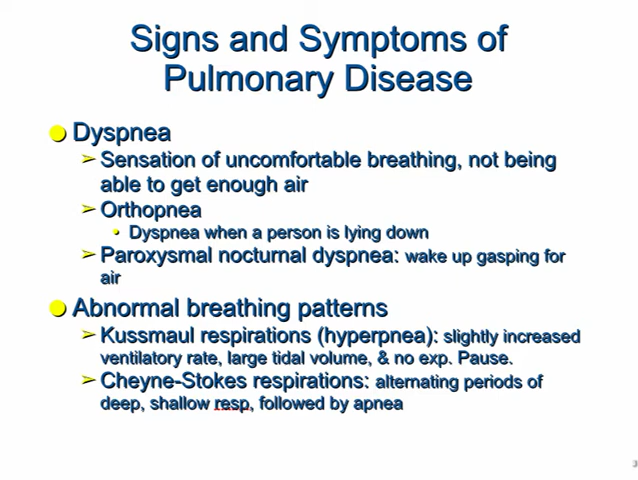 Signs and Symptoms of
Pulmonary Disease
Dyspnea
➢ Sensation of uncomfortable breathing, not being
able to get enough air
➢ Orthopnea
• Dyspnea when a person is lying down
➢ Paroxysmal nocturnal dyspnea: wake up gasping for
air
Abnormal breathing patterns
➢ Kussmaul respirations (hyperpnea): slightly increased
ventilatory rate, large tidal volume, & no exp. Pause.
➢ Cheyne-Stokes respirations: alternating periods of
deep, shallow resp, followed by apnea
3